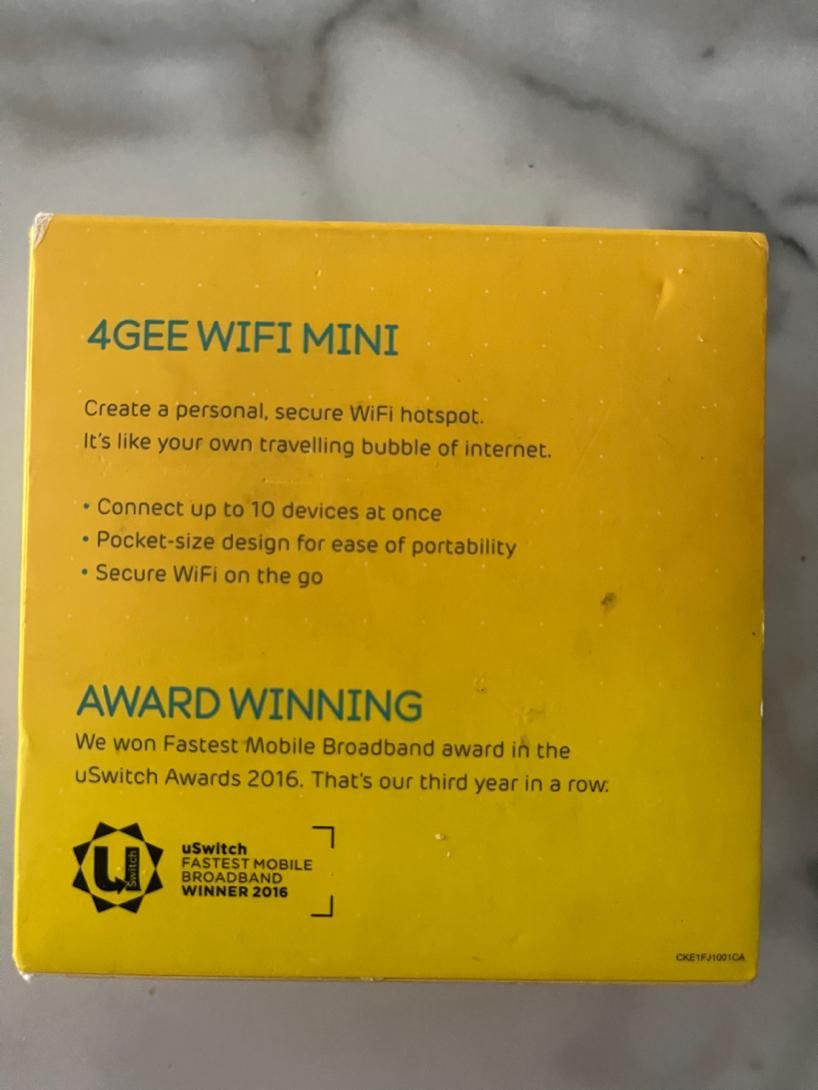 4GEE WIFI MINI
Create a personal, secure WiFi hotspot.
It's like your own travelling bubble of internet.
• Connect up to 10 devices at once
• Pocket-size design for ease of portability
• Secure WiFi on the go
AWARD WINNING
We won Fastest Mobile Broadband award in the
uSwitch Awards 2016. That's our third year in a row.
uSwitch
uSwitch
FASTEST MOBILE
BROADBAND
WINNER 2016
CKE1FJ1001CA